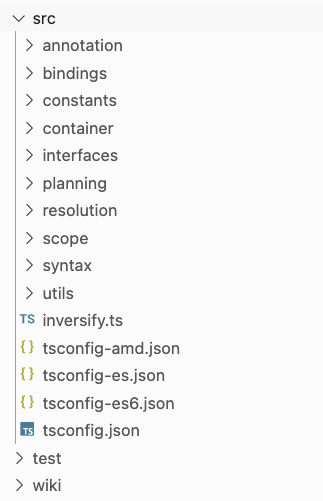 src
annotation
bindings
constants
container
interfaces
planning
resolution
scope
syntax
utils
TS inversify.ts
{} tsconfig-amd.json
{} tsconfig-es.json
{} tsconfig-es6.json
TS tsconfig.json
test
wiki